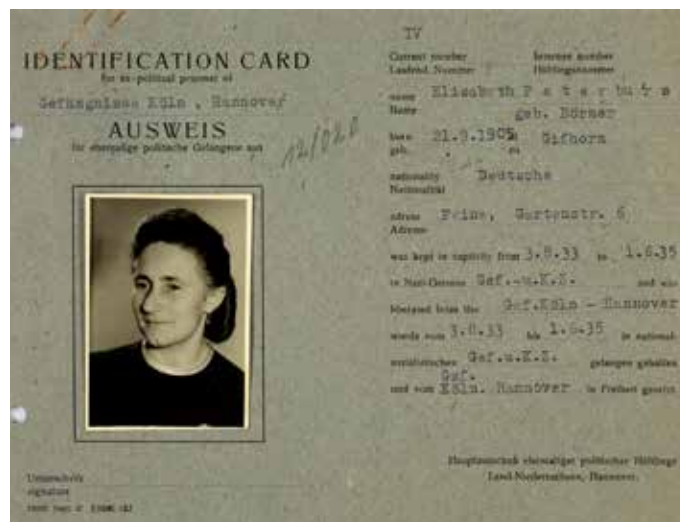 IDENTIFICATION CARD
for ex-political prisoner of
Gefängnisse Köln, Hannover
AUSWEIS
für ehemalige politische Gefangene aus
12/020
Unterschrift
signature
TV
Current number
Internee number
Laufend. Nummer
Häftlingsnummer
name
Name
Elisabeth
geb. Börner
born 21.9.1905 Gifhorn
geb.
nationality
Nationalität
Deutsche
adress
Adresse
Peine, Gartenstr. 6
was kept in captivity from 3.8.33 to 1.6.35
in Nazi-German Gef.-u.K.Z. and was
liberated from the Gef.Köln - Hannover
wurde vom 3.8.33 bis 1.6.35 in national-
sozialistischen Gef.u.K.Z. gefangen gehalten
Gef.
und vom Köln. Hannover in Freiheit gesetzt.
Hauptausschuß ehemaliger politischer Häftlinge
Land-Niedersachsen, Hannover.